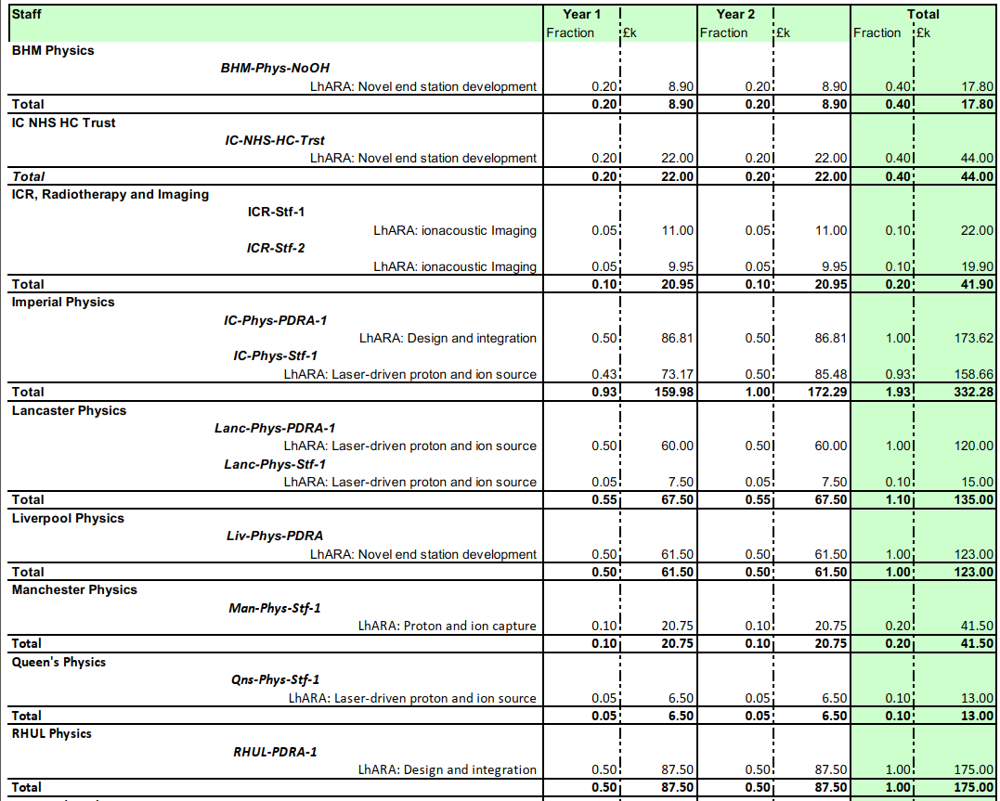 Staff Year 1 Year 2 Total
Fraction £k Fraction £k Fraction £k
BHM Physics
BHM-Phys-NoOH
LhARA: Novel end station development 0.20 8.90 0.20 8.90 0.40 17.80
Total 0.20 8.90 0.20 8.90 0.40 17.80
IC NHS HC Trust
IC-NHS-HC-Trst
LhARA: Novel end station development 0.20 22.00 0.20 22.00 0.40 44.00
Total 0.20 22.00 0.20 22.00 0.40 44.00
ICR, Radiotherapy and Imaging
ICR-Stf-1
LhARA: ionacoustic Imaging 0.05 11.00 0.05 11.00 0.10 22.00
ICR-Stf-2
LhARA: ionacoustic Imaging 0.05 9.95 0.05 9.95 0.10 19.90
Total 0.10 20.95 0.10 20.95 0.20 41.90
Imperial Physics
IC-Phys-PDRA-1
LhARA: Design and integration 0.50 86.81 0.50 86.81 1.00 173.62
IC-Phys-Stf-1
LhARA: Laser-driven proton and ion source 0.43 73.17 0.50 85.48 0.93 158.66
Total 0.93 159.98 1.00 172.29 1.93 332.28
Lancaster Physics
Lanc-Phys-PDRA-1
LhARA: Laser-driven proton and ion source 0.50 60.00 0.50 60.00 1.00 120.00
Lanc-Phys-Stf-1
LhARA: Laser-driven proton and ion source 0.05 7.50 0.05 7.50 0.10 15.00
Total 0.55 67.50 0.55 67.50 1.10 135.00
Liverpool Physics
Liv-Phys-PDRA
LhARA: Novel end station development 0.50 61.50 0.50 61.50 1.00 123.00
Total 0.50 61.50 0.50 61.50 1.00 123.00
Manchester Physics
Man-Phys-Stf-1
LhARA: Proton and ion capture 0.10 20.75 0.10 20.75 0.20 41.50
Total 0.10 20.75 0.10 20.75 0.20 41.50
Queen's Physics
Qns-Phys-Stf-1
LhARA: Laser-driven proton and ion source 0.05 6.50 0.05 6.50 0.10 13.00
Total 0.05 6.50 0.05 6.50 0.10 13.00
RHUL Physics
RHUL-PDRA-1
LhARA: Design and integration 0.50 87.50 0.50 87.50 1.00 175.00
Total 0.50 87.50 0.50 87.50 1.00 175.00